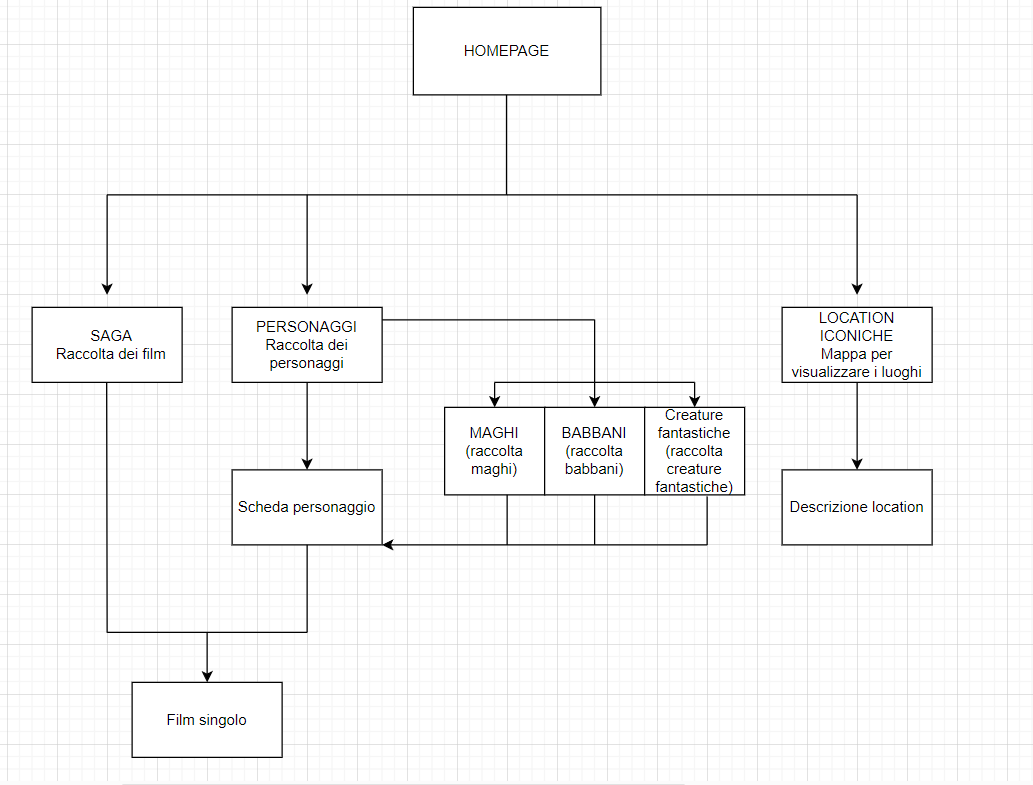 HOMEPAGE
SAGA
Raccolta dei film
PERSONAGGI
Raccolta dei
personaggi
LOCATION
ICONICHE
Mappa per
visualizzare i luoghi
MAGHI
(raccolta
maghi)
BABBANI
(raccolta
babbani)
Creature
fantastiche
(raccolta
creature
fantastiche)
Scheda personaggio
Descrizione location
Film singolo